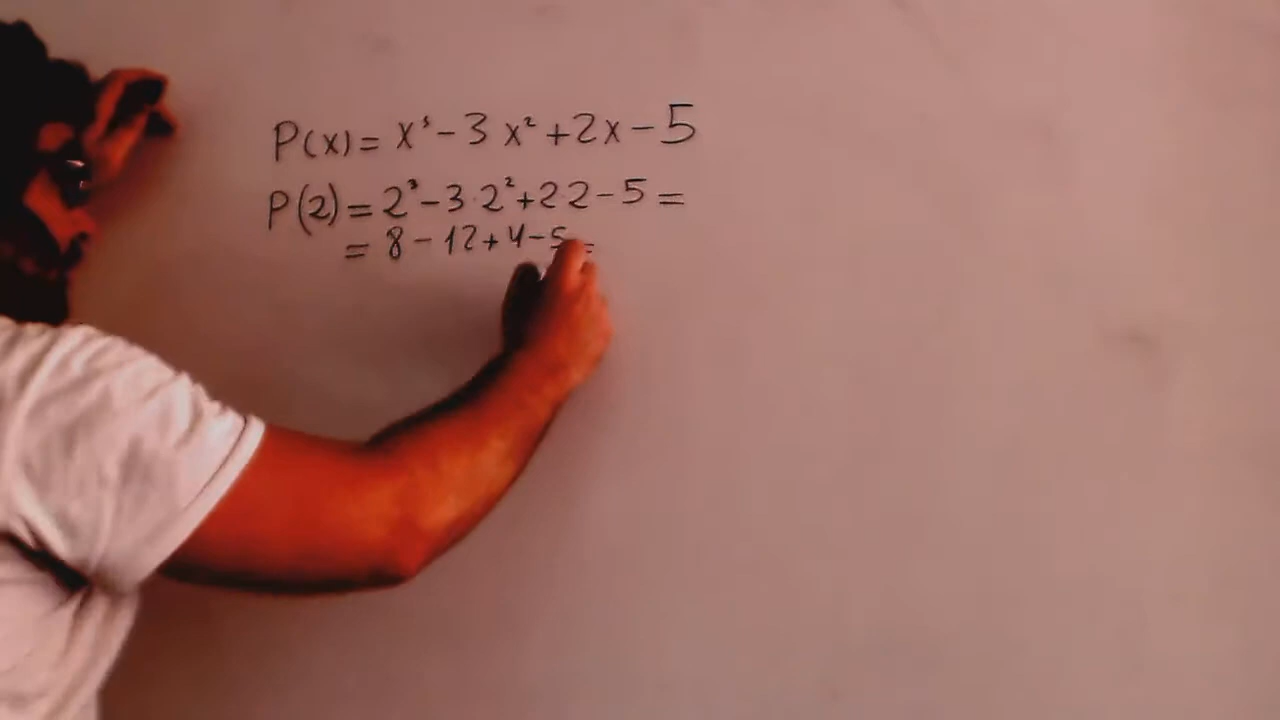 P(x) = x³ - 3 x² + 2x - 5
P(2) = 2³ - 3·2² + 2·2 - 5 =
= 8 - 12 + 4 - 5 =